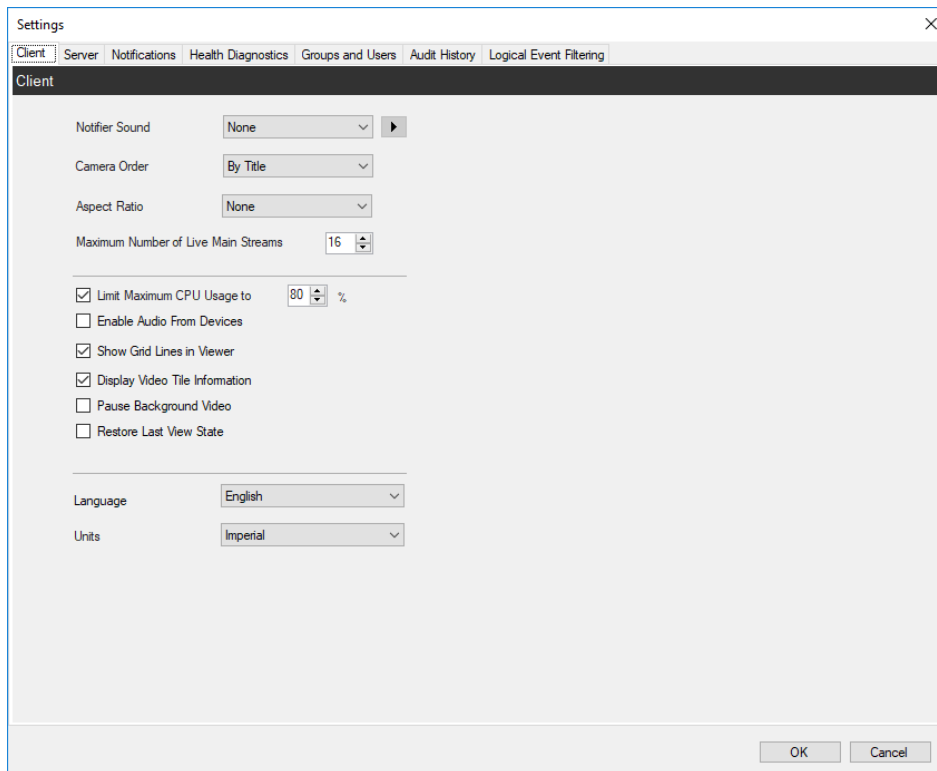 Settings
Client Server Notifications Health Diagnostics Groups and Users Audit History Logical Event Filtering
Client
Notifier Sound None
Camera Order By Title
Aspect Ratio None
Maximum Number of Live Main Streams 16
Limit Maximum CPU Usage to 80 %
Enable Audio From Devices
Show Grid Lines in Viewer
Display Video Tile Information
Pause Background Video
Restore Last View State
Language English
Units Imperial
OK Cancel